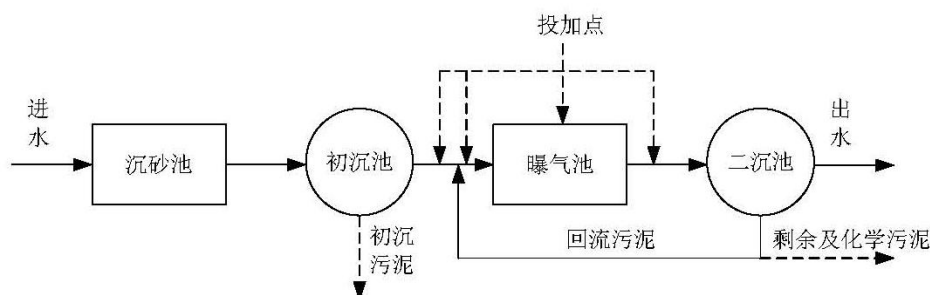 投加点
进
水
沉砂池
初沉池
曝气池
二沉池
出
水
初沉
污泥
回流污泥
剩余及化学污泥